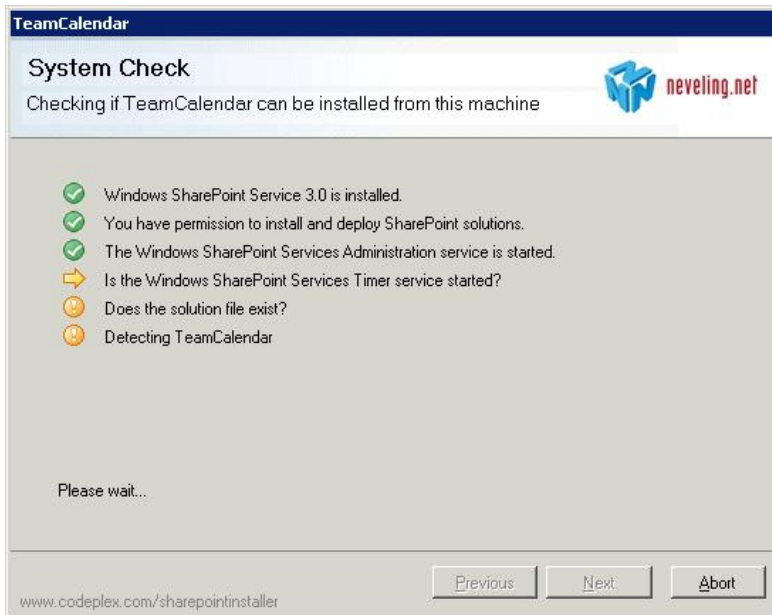 TeamCalendar
System Check
Checking if TeamCalendar can be installed from this machine
neveling.net
Windows SharePoint Service 3.0 is installed.
You have permission to install and deploy SharePoint solutions.
The Windows SharePoint Services Administration service is started.
Is the Windows SharePoint Services Timer service started?
Does the solution file exist?
Detecting TeamCalendar
Please wait...
Previous
Next
Abort
www.codeplex.com/sharepointinstaller